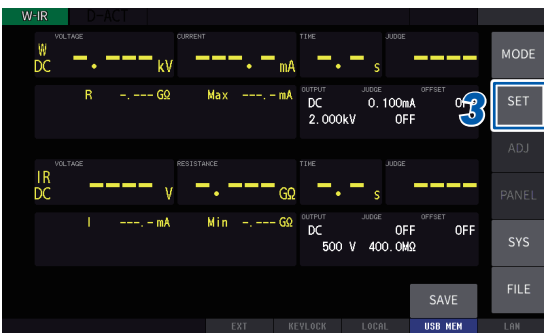 W-IR D-ACT
VOLTAGE CURRENT TIME JUDGE
W DC -.--- kV ---.- mA -.- s ----
R -.--- GΩ Max ---.- mA
OUTPUT JUDGE OFFSET
DC 0.100mA
2.000kV OFF
VOLTAGE RESISTANCE TIME JUDGE
IR DC ---- V -.--- GΩ -.- s ----
I ---.- mA Min -.--- GΩ
OUTPUT JUDGE OFFSET
DC OFF OFF
500 V 400.0MΩ
MODE
3
SET
ADJ
PANEL
SYS
FILE
SAVE
EXT KEYLOCK LOCAL USB MEM LAN